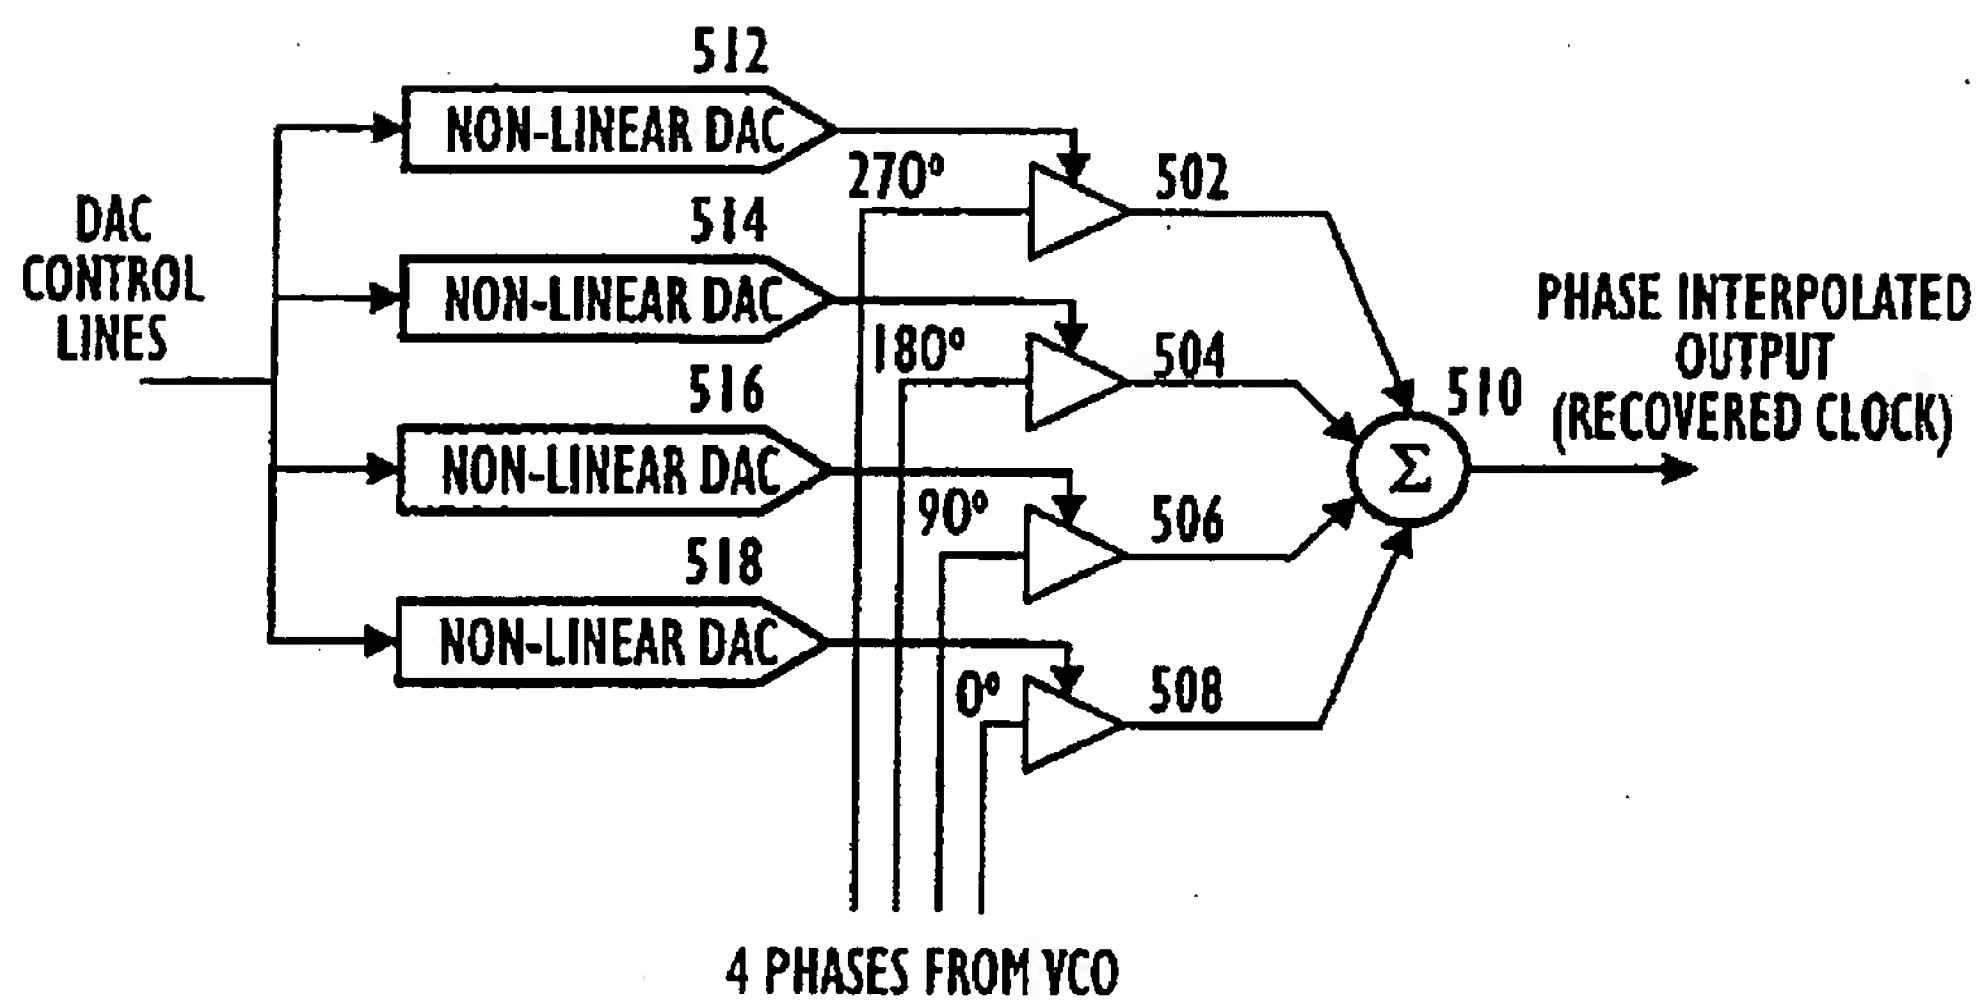 512
NON-LINEAR DAC
270°
502
DAC
CONTROL
LINES
514
NON-LINEAR DAC
180°
504
PHASE INTERPOLATED
OUTPUT
(RECOVERED CLOCK)
510
Σ
516
NON-LINEAR DAC
90°
506
518
NON-LINEAR DAC
0°
508
4 PHASES FROM VCO